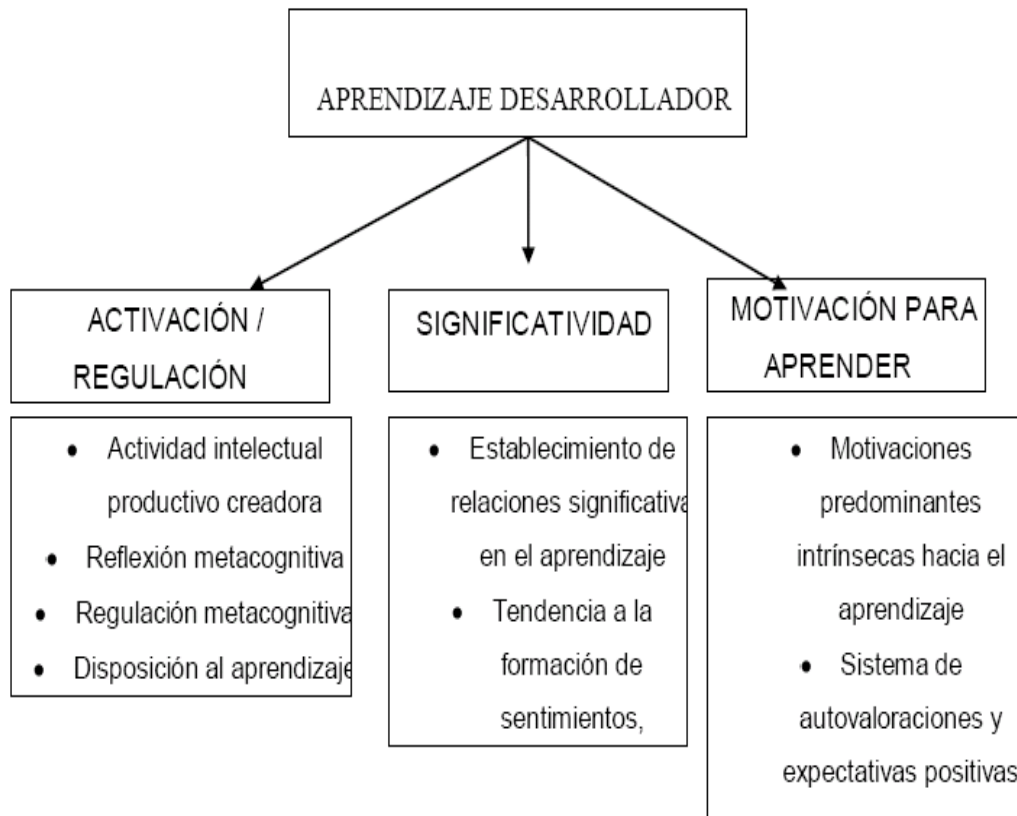 APRENDIZAJE DESARROLLADOR
ACTIVACIÓN /
REGULACIÓN
• Actividad intelectual
productivo creadora
• Reflexión metacognitiva
• Regulación metacognitiva
• Disposición al aprendizaje
SIGNIFICATIVIDAD
• Establecimiento de
relaciones significativa
en el aprendizaje
• Tendencia a la
formación de
sentimientos,
MOTIVACIÓN PARA
APRENDER
• Motivaciones
predominantes
intrínsecas hacia el
aprendizaje
• Sistema de
autovaloraciones y
expectativas positivas